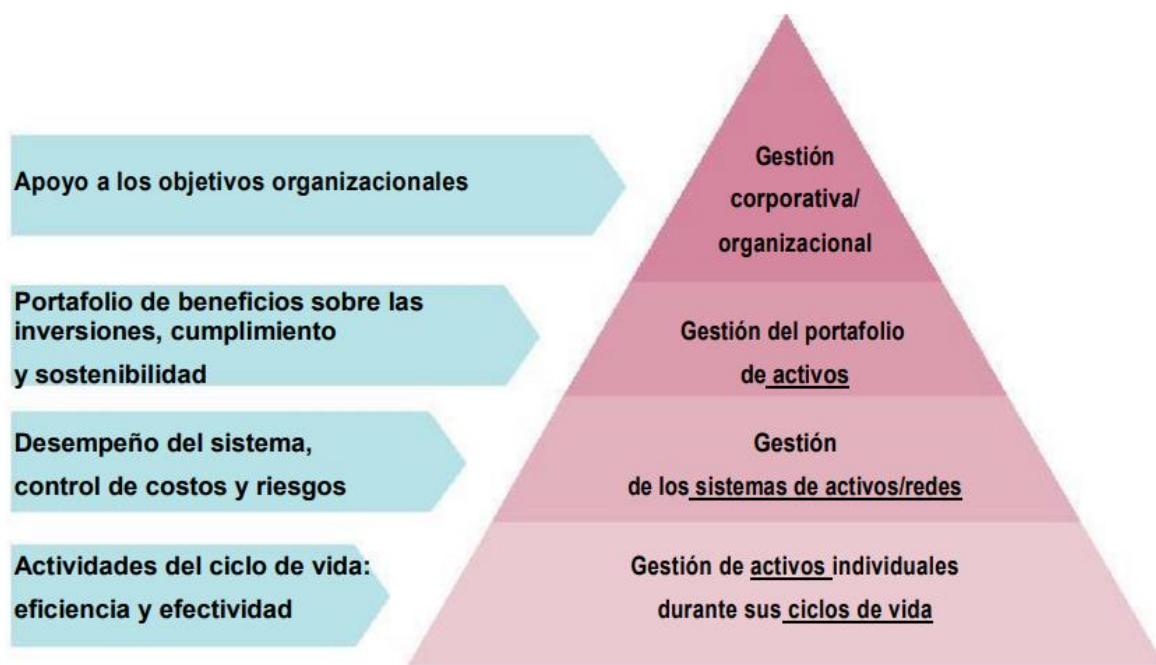 Apoyo a los objetivos organizacionales
Gestión
corporativa/
organizacional
Portafolio de beneficios sobre las
inversiones, cumplimiento
y sostenibilidad
Gestión del portafolio
de activos
Desempeño del sistema,
control de costos y riesgos
Gestión
de los sistemas de activos/redes
Actividades del ciclo de vida:
eficiencia y efectividad
Gestión de activos individuales
durante sus ciclos de vida